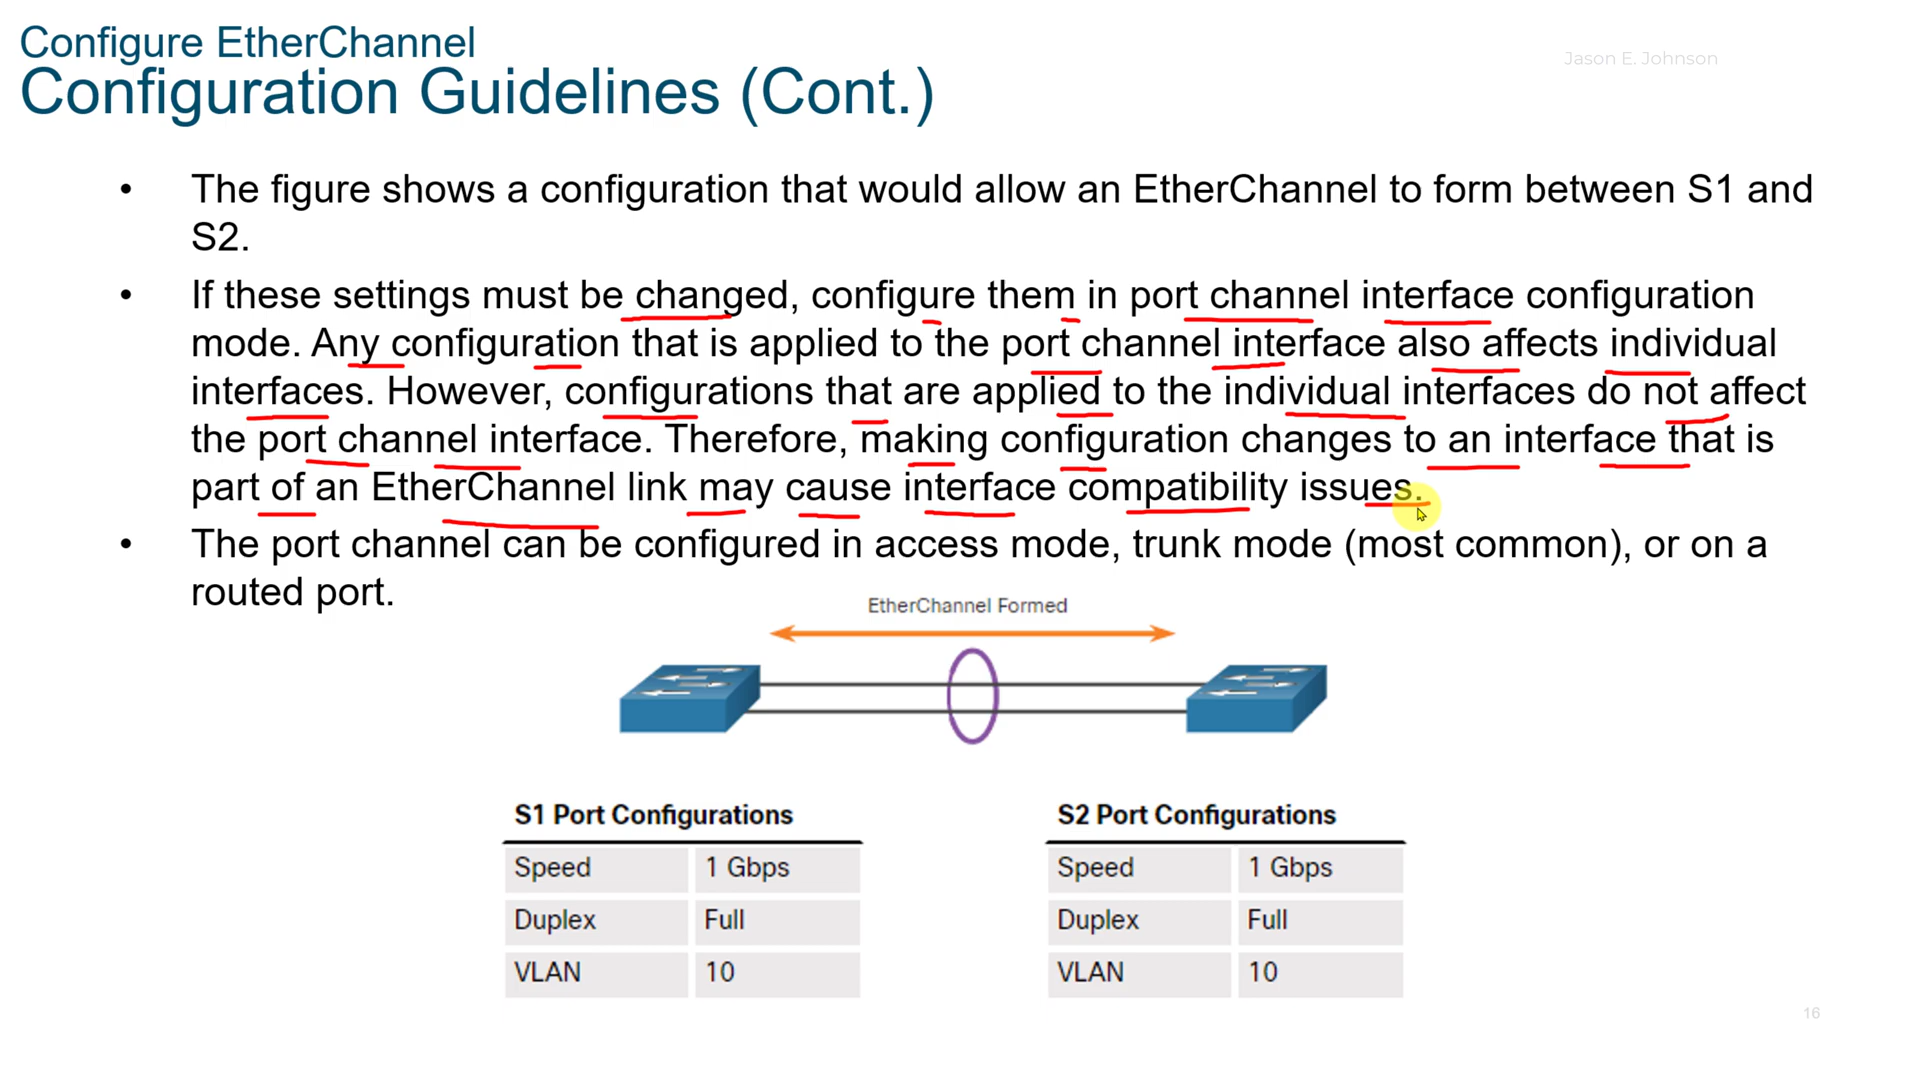 Configure EtherChannel
Jason E. Johnson
Configuration Guidelines (Cont.)
• The figure shows a configuration that would allow an EtherChannel to form between S1 and
S2.
• If these settings must be changed, configure them in port channel interface configuration
mode. Any configuration that is applied to the port channel interface also affects individual
interfaces. However, configurations that are applied to the individual interfaces do not affect
the port channel interface. Therefore, making configuration changes to an interface that is
part of an EtherChannel link may cause interface compatibility issues.
• The port channel can be configured in access mode, trunk mode (most common), or on a
routed port.
EtherChannel Formed
S1 Port Configurations
Speed 1 Gbps
Duplex Full
VLAN 10
S2 Port Configurations
Speed 1 Gbps
Duplex Full
VLAN 10
16